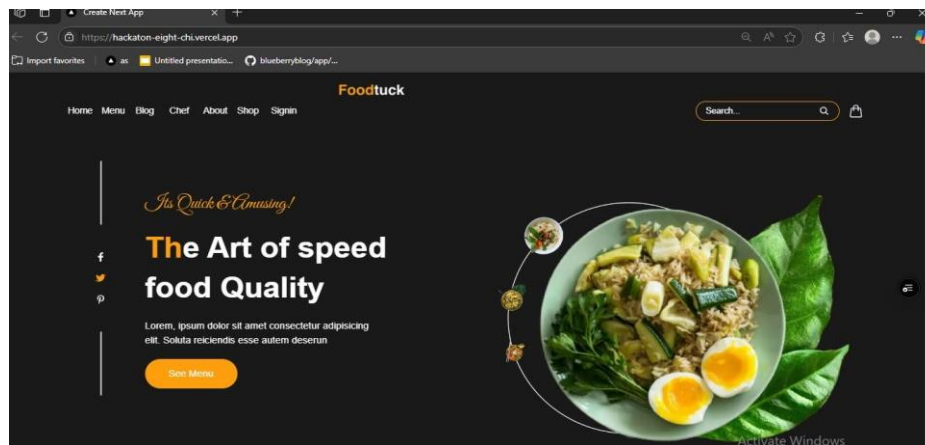 Create Next App
https://hackaton-eight-chi.vercel.app
Import favorites as Untitled presentatio... blueberryblog/app/...
Foodtuck
Home Menu Blog Chef About Shop Signin
Search...
Its Quick & Amusing!
The Art of speed
food Quality
Lorem, ipsum dolor sit amet consectetur adipisicing
elit. Soluta reiciendis esse autem deserun
See Menu
Activate Windows